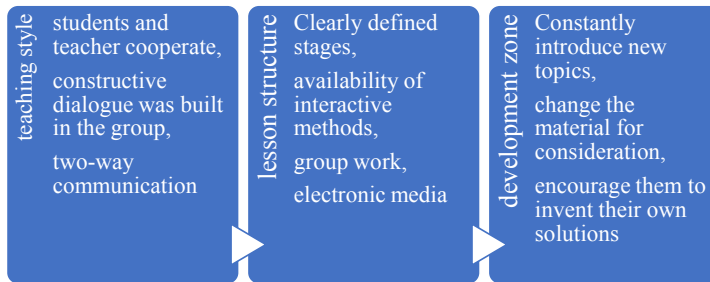 teaching style
students and
teacher cooperate,
constructive
dialogue was built
in the group,
two-way
communication
lesson structure
Clearly defined
stages,
availability of
interactive
methods,
group work,
electronic media
development zone
Constantly
introduce new
topics,
change the
material for
consideration,
encourage them to
invent their own
solutions